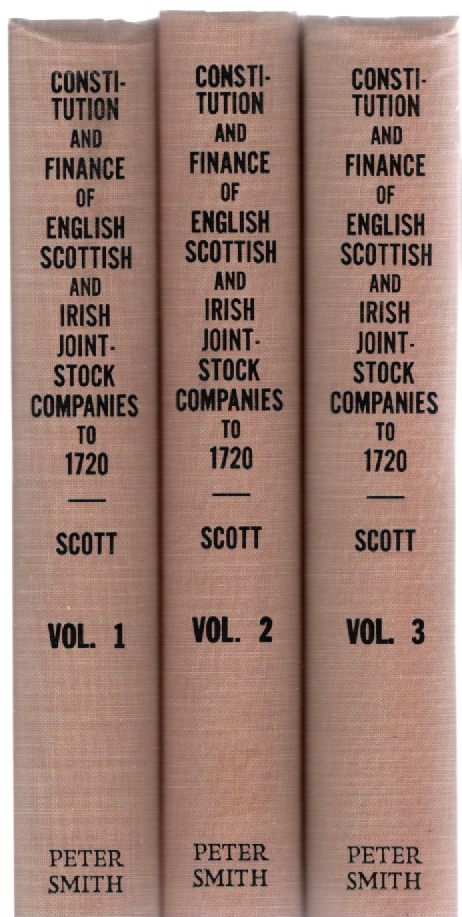 CONSTI-
TUTION
AND
FINANCE
OF
ENGLISH
SCOTTISH
AND
IRISH
JOINT-
STOCK
COMPANIES
TO
1720
SCOTT
VOL. 1
PETER
SMITH
CONSTI-
TUTION
AND
FINANCE
OF
ENGLISH
SCOTTISH
AND
IRISH
JOINT-
STOCK
COMPANIES
TO
1720
SCOTT
VOL. 2
PETER
SMITH
CONSTI-
TUTION
AND
FINANCE
OF
ENGLISH
SCOTTISH
AND
IRISH
JOINT-
STOCK
COMPANIES
TO
1720
SCOTT
VOL. 3
PETER
SMITH